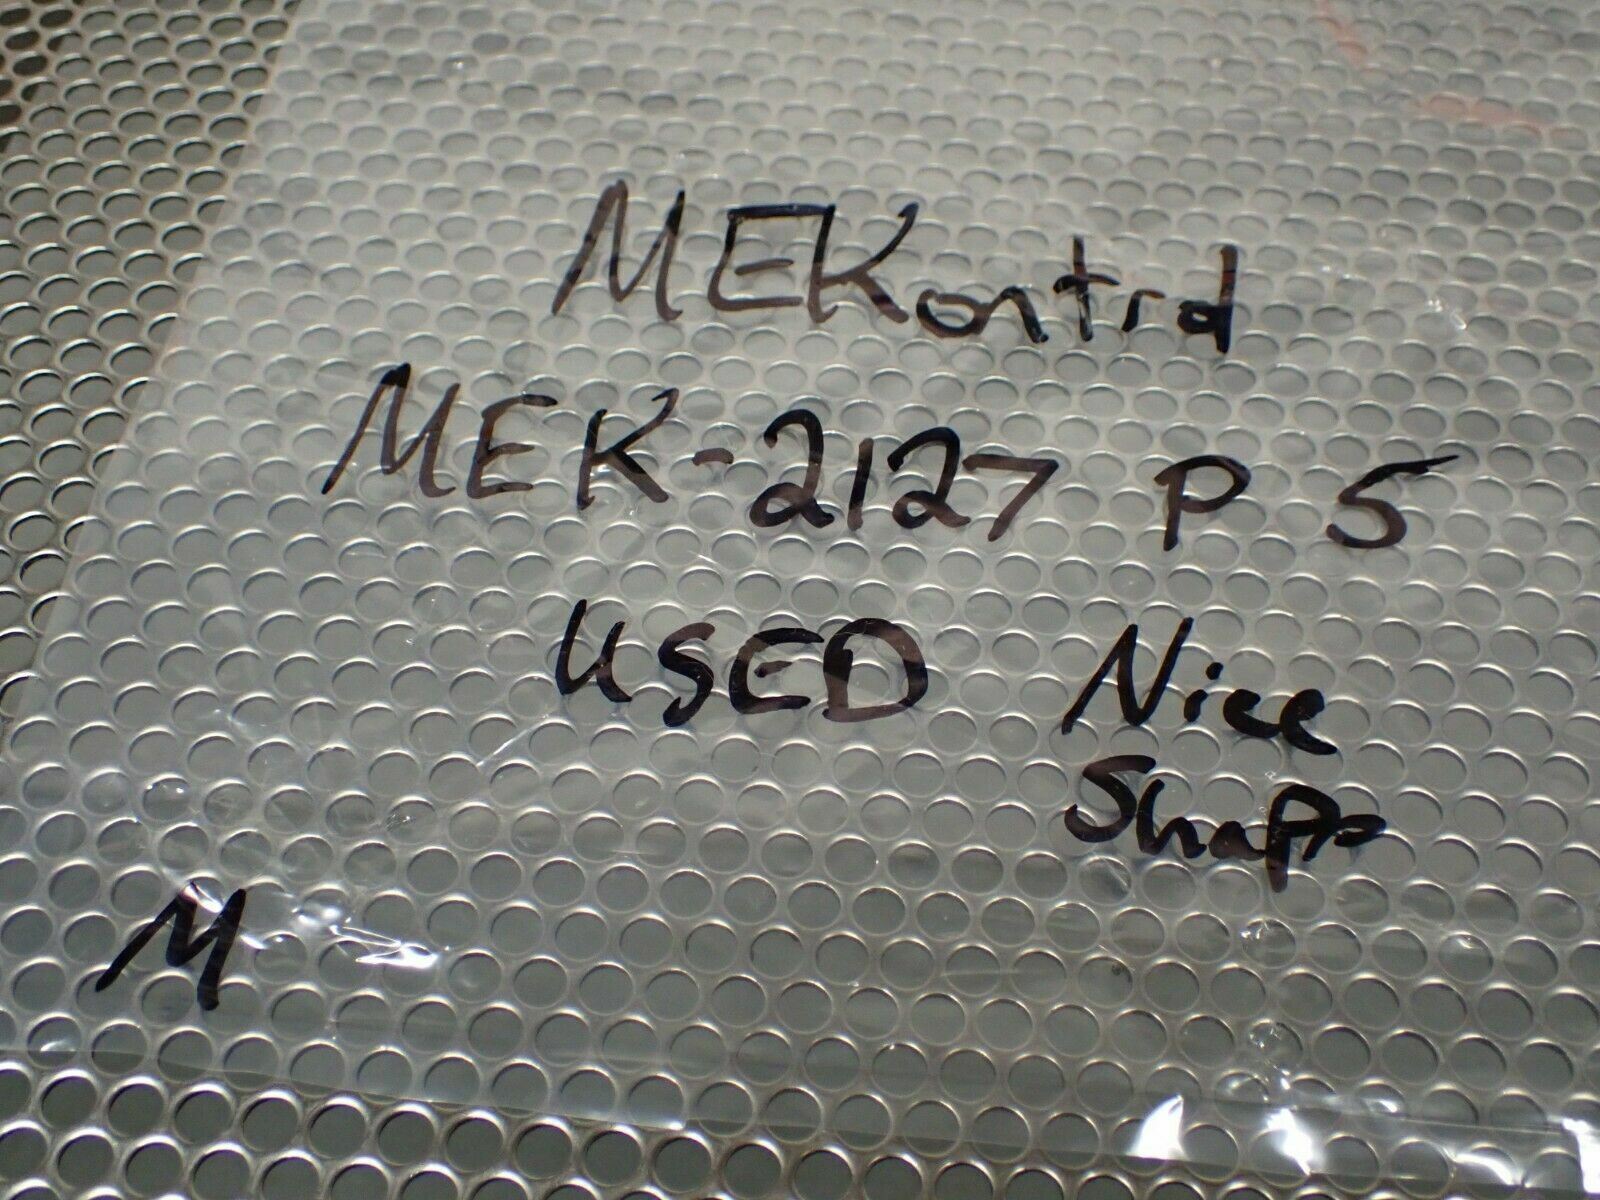 MEKontrol
MEK-2127 P 5
USED Nice
Shape
M